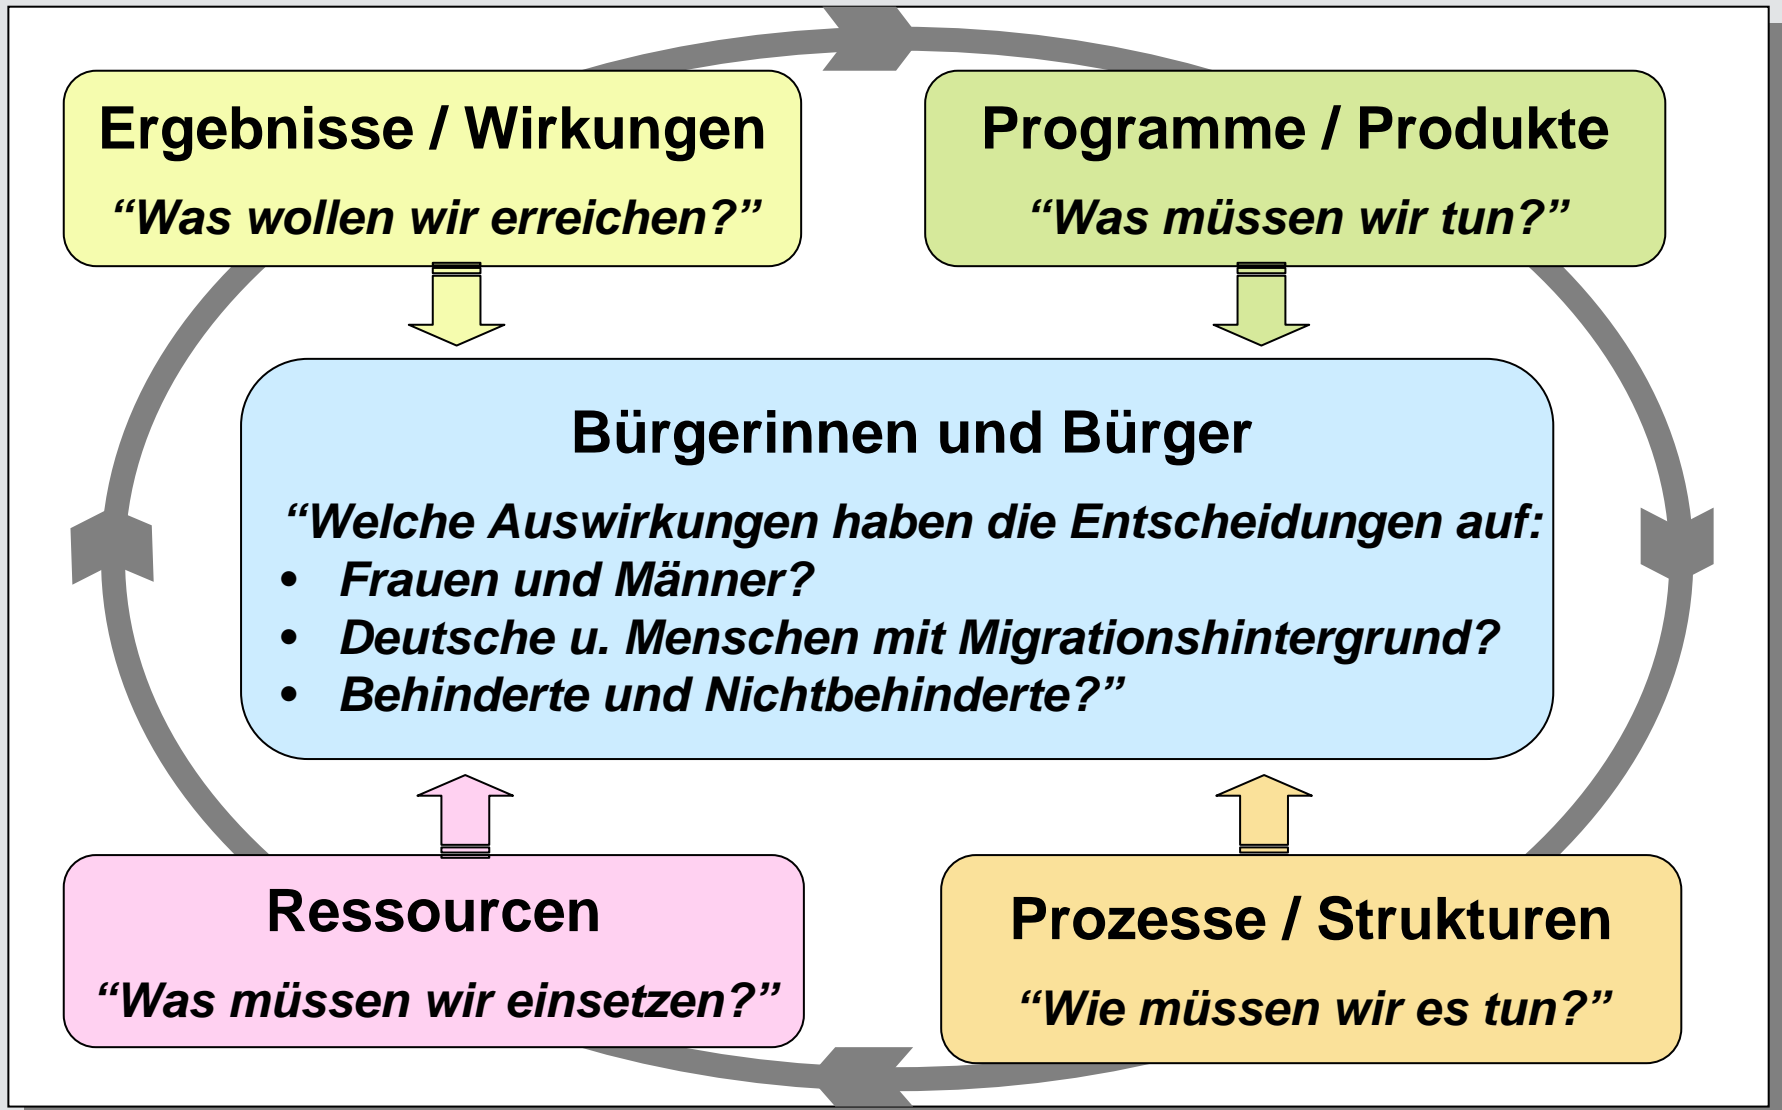 Ergebnisse / Wirkungen
“Was wollen wir erreichen?”
Programme / Produkte
“Was müssen wir tun?”
Bürgerinnen und Bürger
“Welche Auswirkungen haben die Entscheidungen auf:
• Frauen und Männer?
• Deutsche u. Menschen mit Migrationshintergrund?
• Behinderte und Nichtbehinderte?”
Ressourcen
“Was müssen wir einsetzen?”
Prozesse / Strukturen
“Wie müssen wir es tun?”